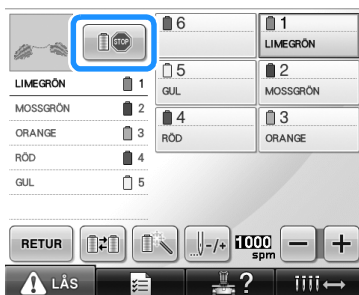 STOP
6
1
LIMEGRÖN
5
GUL
2
MOSSGRÖN
4
RÖD
3
ORANGE
LIMEGRÖN 1
MOSSGRÖN 2
ORANGE 3
RÖD 4
GUL 5
RETUR
-/+
1000
spm
- +
LÅS
?